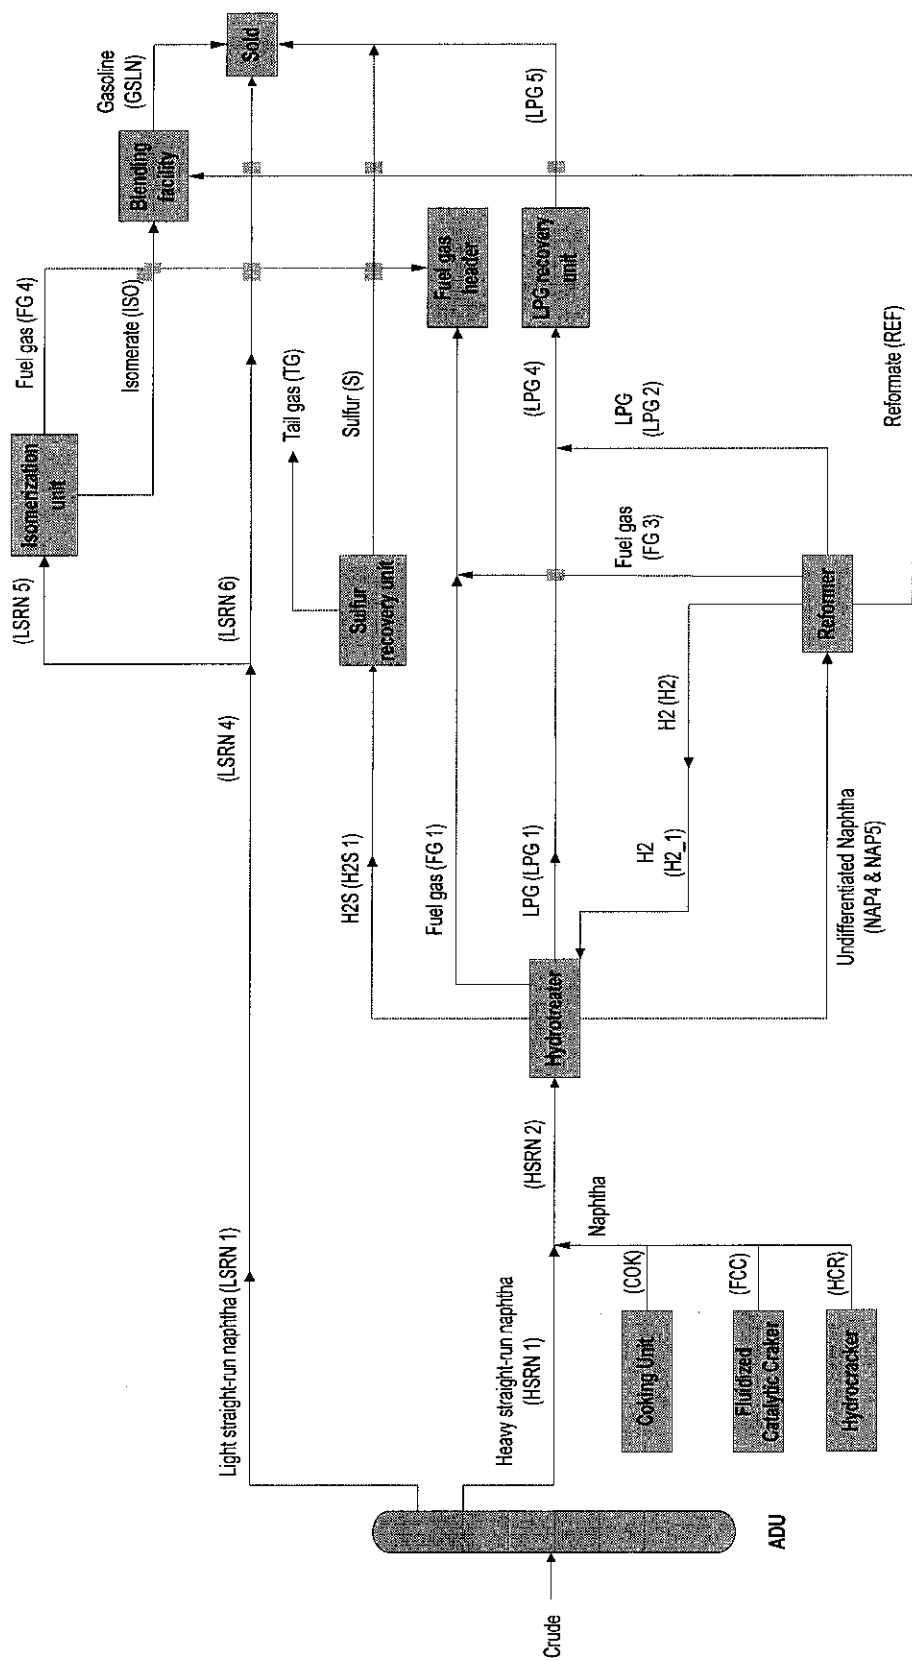 Crude
ADU
Light straight-run naphtha (LSRN 1)
Heavy straight-run naphtha
(HSRN 1)
Coking Unit
(COK)
Fluidized
Catalytic Craker
(FCC)
Hydrocracker
(HCR)
Naphtha
(HSRN 2)
Hydrotreater
H2S (H2S 1)
Fuel gas (FG 1)
LPG (LPG 1)
H2
(H2_1)
H2 (H2)
Undifferentiated Naphtha
(NAP4 & NAP5)
Reformer
Fuel gas
(FG 3)
LPG
(LPG 2)
Reformate (REF)
(LSRN 4)
(LSRN 5)
(LSRN 6)
Isomerization
unit
Fuel gas (FG 4)
Isomerate (ISO)
Sulfur
recovery unit
Tail gas (TG)
Sulfur (S)
Fuel gas
header
(LPG 4)
LPG recovery
unit
(LPG 5)
Blending
facility
Gasoline
(GSLN)
Sold